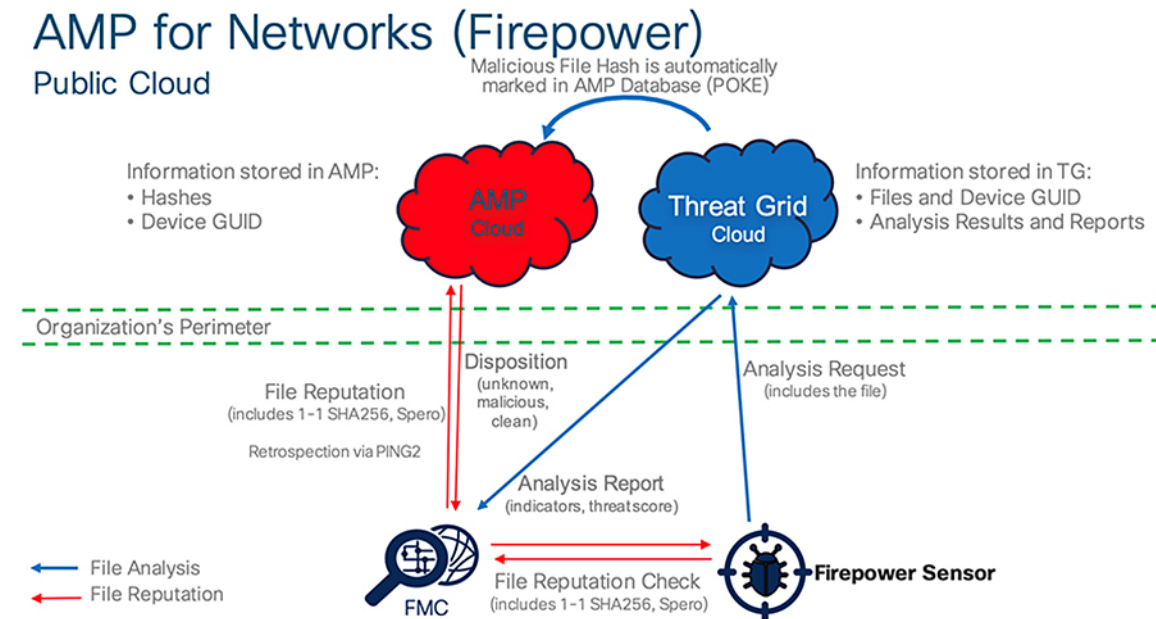 AMP for Networks (Firepower)
Public Cloud
Malicious File Hash is automatically
marked in AMP Database (POKE)
Information stored in AMP:
• Hashes
• Device GUID
AMP
Cloud
Threat Grid
Cloud
Information stored in TG:
• Files and Device GUID
• Analysis Results and Reports
Organization's Perimeter
File Reputation
(includes 1-1 SHA256, Spero)
Retrospection via PING2
Disposition
(unknown,
malicious,
clean)
Analysis Request
(includes the file)
Analysis Report
(indicators, threat score)
File Analysis
File Reputation
FMC
File Reputation Check
(includes 1-1 SHA256, Spero)
Firepower Sensor